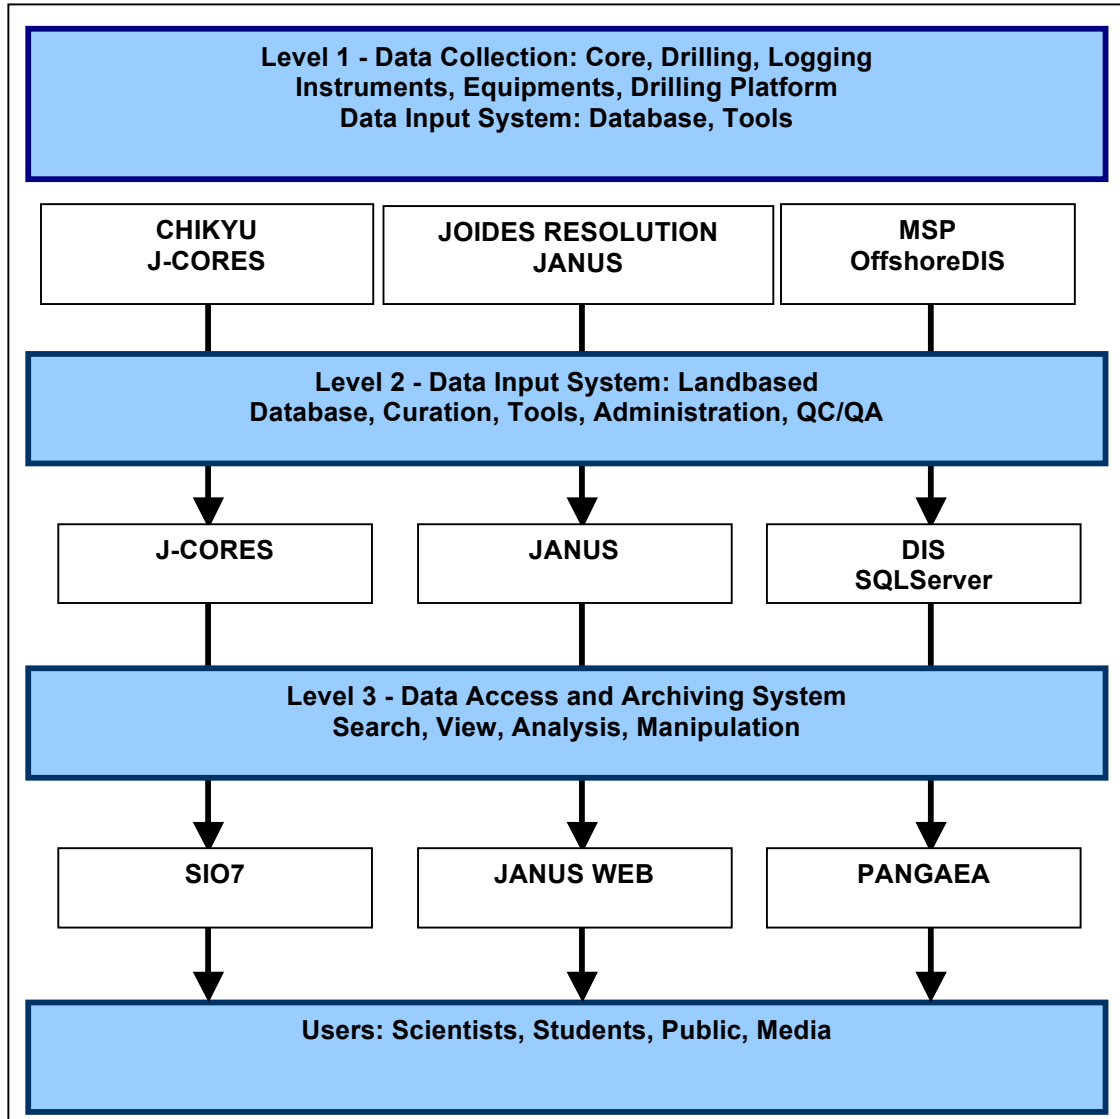 Level 1 - Data Collection: Core, Drilling, Logging
Instruments, Equipments, Drilling Platform
Data Input System: Database, Tools
CHIKYU
J-CORES
JOIDES RESOLUTION
JANUS
MSP
OffshoreDIS
Level 2 - Data Input System: Landbased
Database, Curation, Tools, Administration, QC/QA
J-CORES
JANUS
DIS
SQLServer
Level 3 - Data Access and Archiving System
Search, View, Analysis, Manipulation
SIO7
JANUS WEB
PANGAEA
Users: Scientists, Students, Public, Media